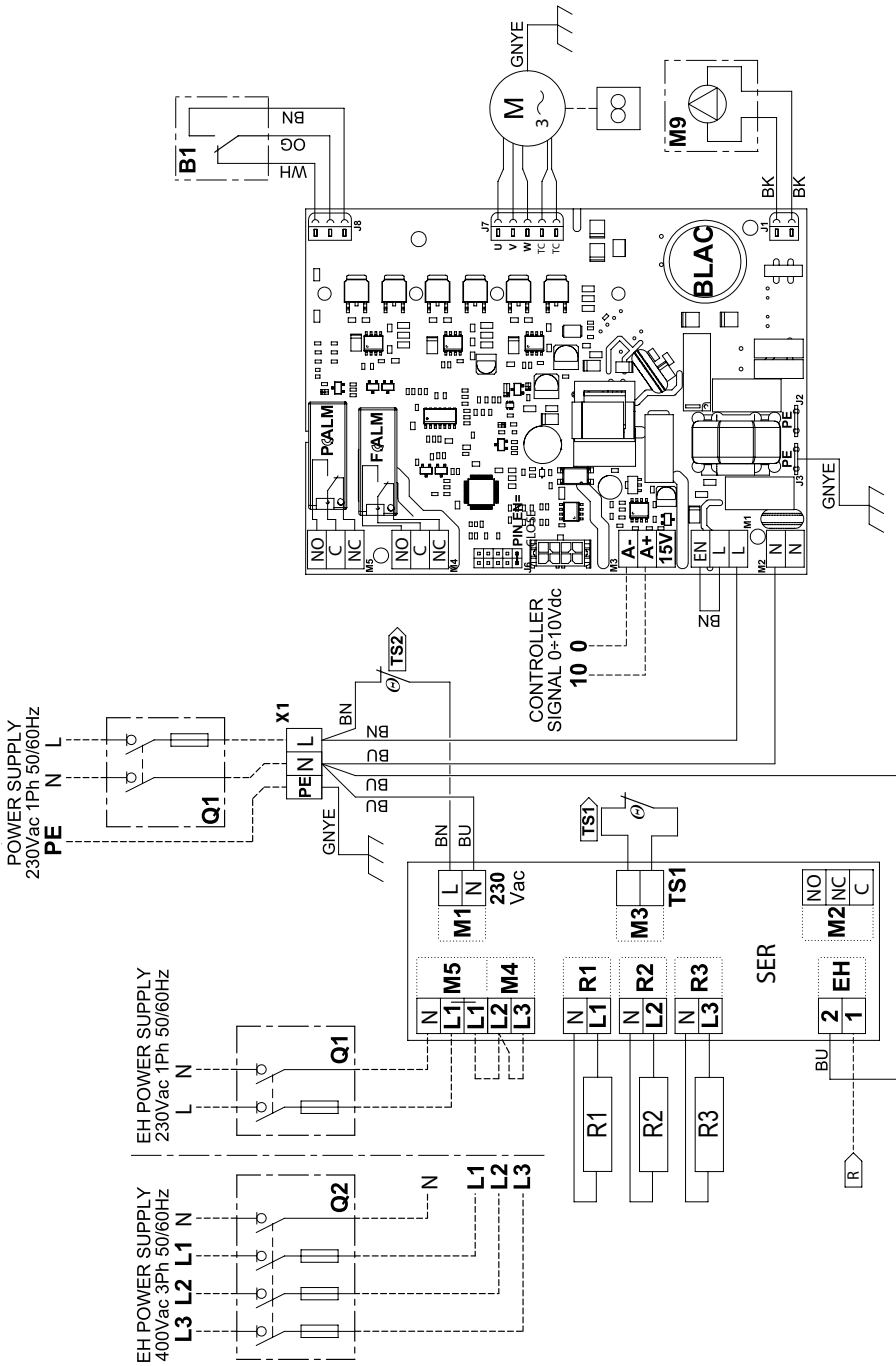 POWER SUPPLY
230Vac 1Ph 50/60Hz
PE
N
L
Q1
X1
PE
N
L
GNYE
BU
BU
BU
BN
BN
TS2
BN
BU
B1
WH
OG
BN
J8
J7
U
V
W
TC
TC
M
3
GNYE
M9
BK
BK
J1
BLAC
P.ALM
F.ALM
NO
C
NC
M5
NO
C
NC
M4
PIN EN=
CLOSE
J6
M3
A-
A+
15V
EN
L
L
M1
M2
N
N
BN
PE
PE
J3
J2
GNYE
CONTROLLER
SIGNAL 0÷10Vdc
10
0
EH POWER SUPPLY
230Vac 1Ph 50/60Hz
L
N
Q1
EH POWER SUPPLY
400Vac 3Ph 50/60Hz
L3
L2
L1
N
Q2
N
L1
L2
L3
M5
M4
N
L1
L1
L2
L3
M1
L
N
230
Vac
R1
N
L1
R2
N
L2
R3
N
L3
R1
R2
R3
M3
TS1
TS1
SER
EH
2
1
M2
NO
NC
C
BU
R